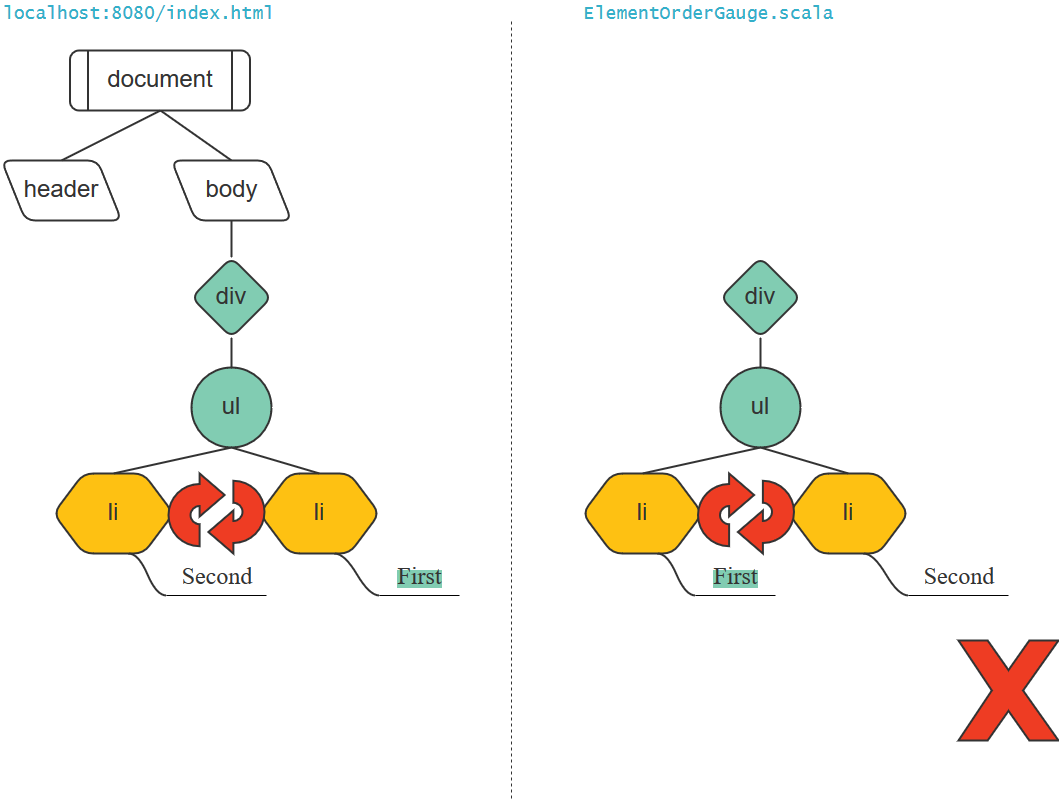 localhost:8080/index.html
ElementOrderGauge.scala
document
header
body
div
ul
li
li
Second
First
div
ul
li
li
First
Second